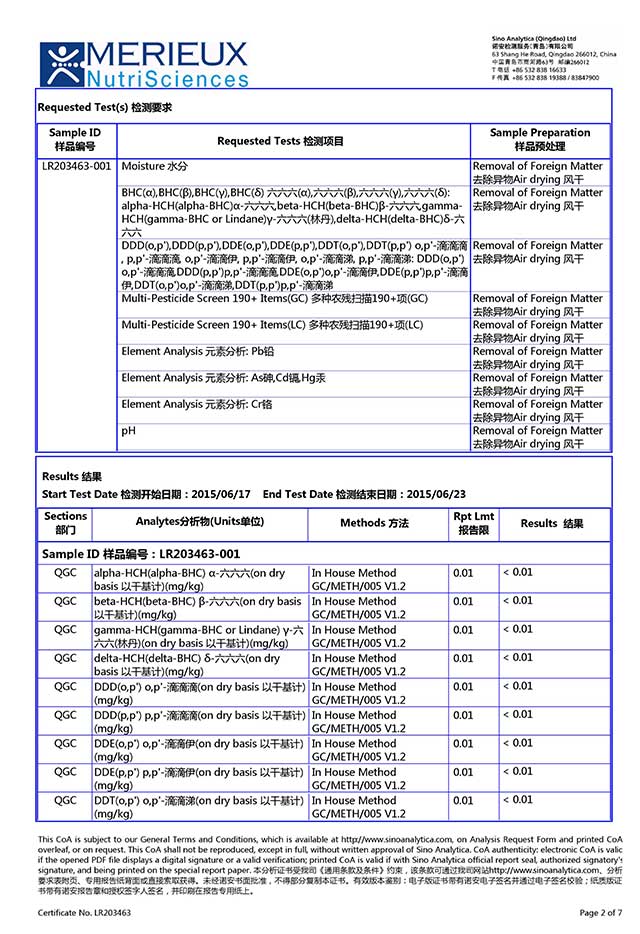 MERIEUX
NutriSciences
Sino Analytica (Qingdao) Ltd
诺安检测服务(青岛)有限公司
63 Shang He Road, Qingdao 266012, China
中国青岛市商河路63号 邮编266012
T 电话 +86 532 838 16633
F 传真 +86 532 838 19388 / 83847900
Requested Test(s) 检测要求
Sample ID
样品编号
Requested Tests 检测项目
Sample Preparation
样品预处理
LR203463-001
Moisture 水分
Removal of Foreign Matter
去除异物Air drying 风干
BHC(α),BHC(β),BHC(γ),BHC(δ) 六六六(α),六六六(β),六六六(γ),六六六(δ):
alpha-HCH(alpha-BHC)α-六六六,beta-HCH(beta-BHC)β-六六六,gamma-
HCH(gamma-BHC or Lindane)γ-六六六(林丹),delta-HCH(delta-BHC)δ-六
六六
Removal of Foreign Matter
去除异物Air drying 风干
DDD(o,p'),DDD(p,p'),DDE(o,p'),DDE(p,p'),DDT(o,p'),DDT(p,p') o,p'-滴滴滴
, p,p'-滴滴滴, o,p'-滴滴伊, p,p'-滴滴伊, o,p'-滴滴涕, p,p'-滴滴涕: DDD(o,p')
o,p'-滴滴滴,DDD(p,p')p,p'-滴滴滴,DDE(o,p')o,p'-滴滴伊,DDE(p,p')p,p'-滴滴
伊,DDT(o,p')o,p'-滴滴涕,DDT(p,p')p,p'-滴滴涕
Removal of Foreign Matter
去除异物Air drying 风干
Multi-Pesticide Screen 190+ Items(GC) 多种农残扫描190+项(GC)
Removal of Foreign Matter
去除异物Air drying 风干
Multi-Pesticide Screen 190+ Items(LC) 多种农残扫描190+项(LC)
Removal of Foreign Matter
去除异物Air drying 风干
Element Analysis 元素分析: Pb铅
Removal of Foreign Matter
去除异物Air drying 风干
Element Analysis 元素分析: As砷,Cd镉,Hg汞
Removal of Foreign Matter
去除异物Air drying 风干
Element Analysis 元素分析: Cr铬
Removal of Foreign Matter
去除异物Air drying 风干
pH
Removal of Foreign Matter
去除异物Air drying 风干
Results 结果
Start Test Date 检测开始日期：2015/06/17 End Test Date 检测结束日期：2015/06/23
Sections
部门
Analytes分析物(Units单位)
Methods 方法
Rpt Lmt
报告限
Results 结果
Sample ID 样品编号：LR203463-001
QGC
alpha-HCH(alpha-BHC) α-六六六(on dry
basis 以干基计)(mg/kg)
In House Method
GC/METH/005 V1.2
0.01
< 0.01
QGC
beta-HCH(beta-BHC) β-六六六(on dry basis
以干基计)(mg/kg)
In House Method
GC/METH/005 V1.2
0.01
< 0.01
QGC
gamma-HCH(gamma-BHC or Lindane) γ-六
六六(林丹)(on dry basis 以干基计)(mg/kg)
In House Method
GC/METH/005 V1.2
0.01
< 0.01
QGC
delta-HCH(delta-BHC) δ-六六六(on dry
basis 以干基计)(mg/kg)
In House Method
GC/METH/005 V1.2
0.01
< 0.01
QGC
DDD(o,p') o,p'-滴滴滴(on dry basis 以干基计)
(mg/kg)
In House Method
GC/METH/005 V1.2
0.01
< 0.01
QGC
DDD(p,p') p,p'-滴滴滴(on dry basis 以干基计)
(mg/kg)
In House Method
GC/METH/005 V1.2
0.01
< 0.01
QGC
DDE(o,p') o,p'-滴滴伊(on dry basis 以干基计)
(mg/kg)
In House Method
GC/METH/005 V1.2
0.01
< 0.01
QGC
DDE(p,p') p,p'-滴滴伊(on dry basis 以干基计)
(mg/kg)
In House Method
GC/METH/005 V1.2
0.01
< 0.01
QGC
DDT(o,p') o,p'-滴滴涕(on dry basis 以干基计)
(mg/kg)
In House Method
GC/METH/005 V1.2
0.01
< 0.01
This CoA is subject to our General Terms and Conditions, which is available at http://www.sinoanalytica.com, on Analysis Request Form and printed CoA
overleaf, or on request. This CoA shall not be reproduced, except in full, without written approval of Sino Analytica. CoA authenticity: electronic CoA is valid
if the opened PDF file displays a digital signature or a valid verification; printed CoA is valid if with Sino Analytica official report seal, authorized signatory's
signature, and being printed on the special report paper. 本分析证书受我司《通用条款及条件》约束，该条款可通过我司网站http://www.sinoanalytica.com、分析
要求表附页、专用报告纸背面或直接索取获得。未经诺安书面批准，不得部分复制本证书。有效版本鉴别：电子版证书带有诺安电子签名并通过电子签名校验；纸质版证
书带有诺安报告章和授权签字人签名，并印刷在报告专用纸上。
Certificate No. LR203463
Page 2 of 7